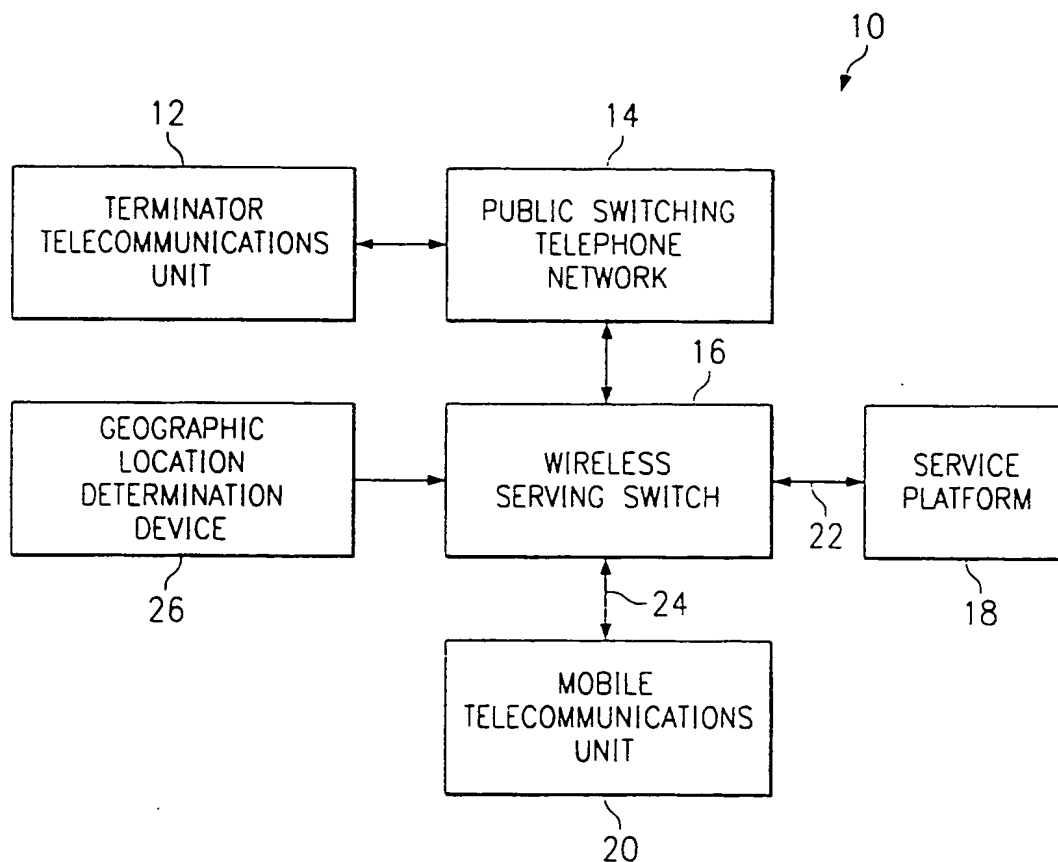 10
12
14
TERMINATOR
TELECOMMUNICATIONS
UNIT
PUBLIC SWITCHING
TELEPHONE
NETWORK
16
GEOGRAPHIC
LOCATION
DETERMINATION
DEVICE
WIRELESS
SERVING SWITCH
SERVICE
PLATFORM
22
26
24
18
MOBILE
TELECOMMUNICATIONS
UNIT
20